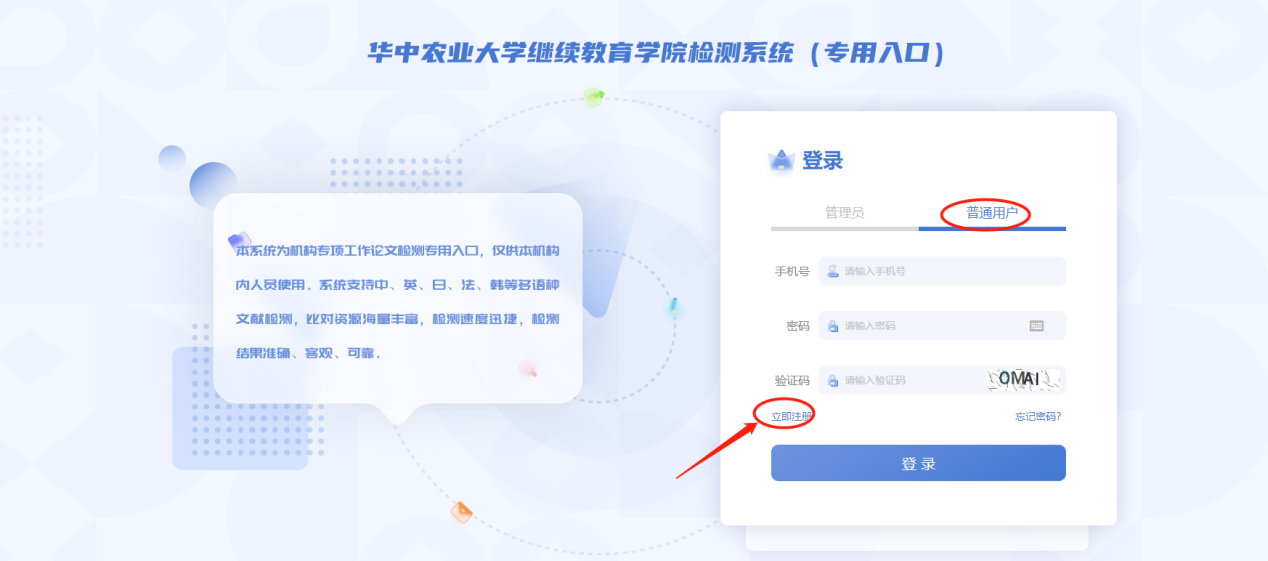 华中农业大学继续教育学院检测系统（专用入口）
登录
管理员
普通用户
本系统为机构专项工作论文检测专用入口，仅供本机构
内人员使用。系统支持中、英、日、法、韩等多语种
文献检测，比对资源海量丰富，检测速度迅捷，检测
结果准确、客观、可靠。
手机号 请输入手机号
密码 请输入密码
验证码 请输入验证码 OMAI
立即注册
忘记密码?
登 录